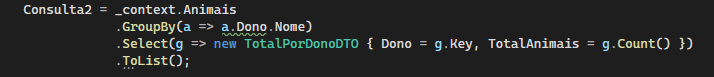 Consulta2 = _context.Animais
.GroupBy(a => a.Dono.Nome)
.Select(g => new TotalPorDonoDTO { Dono = g.Key, TotalAnimais = g.Count() })
.ToList();